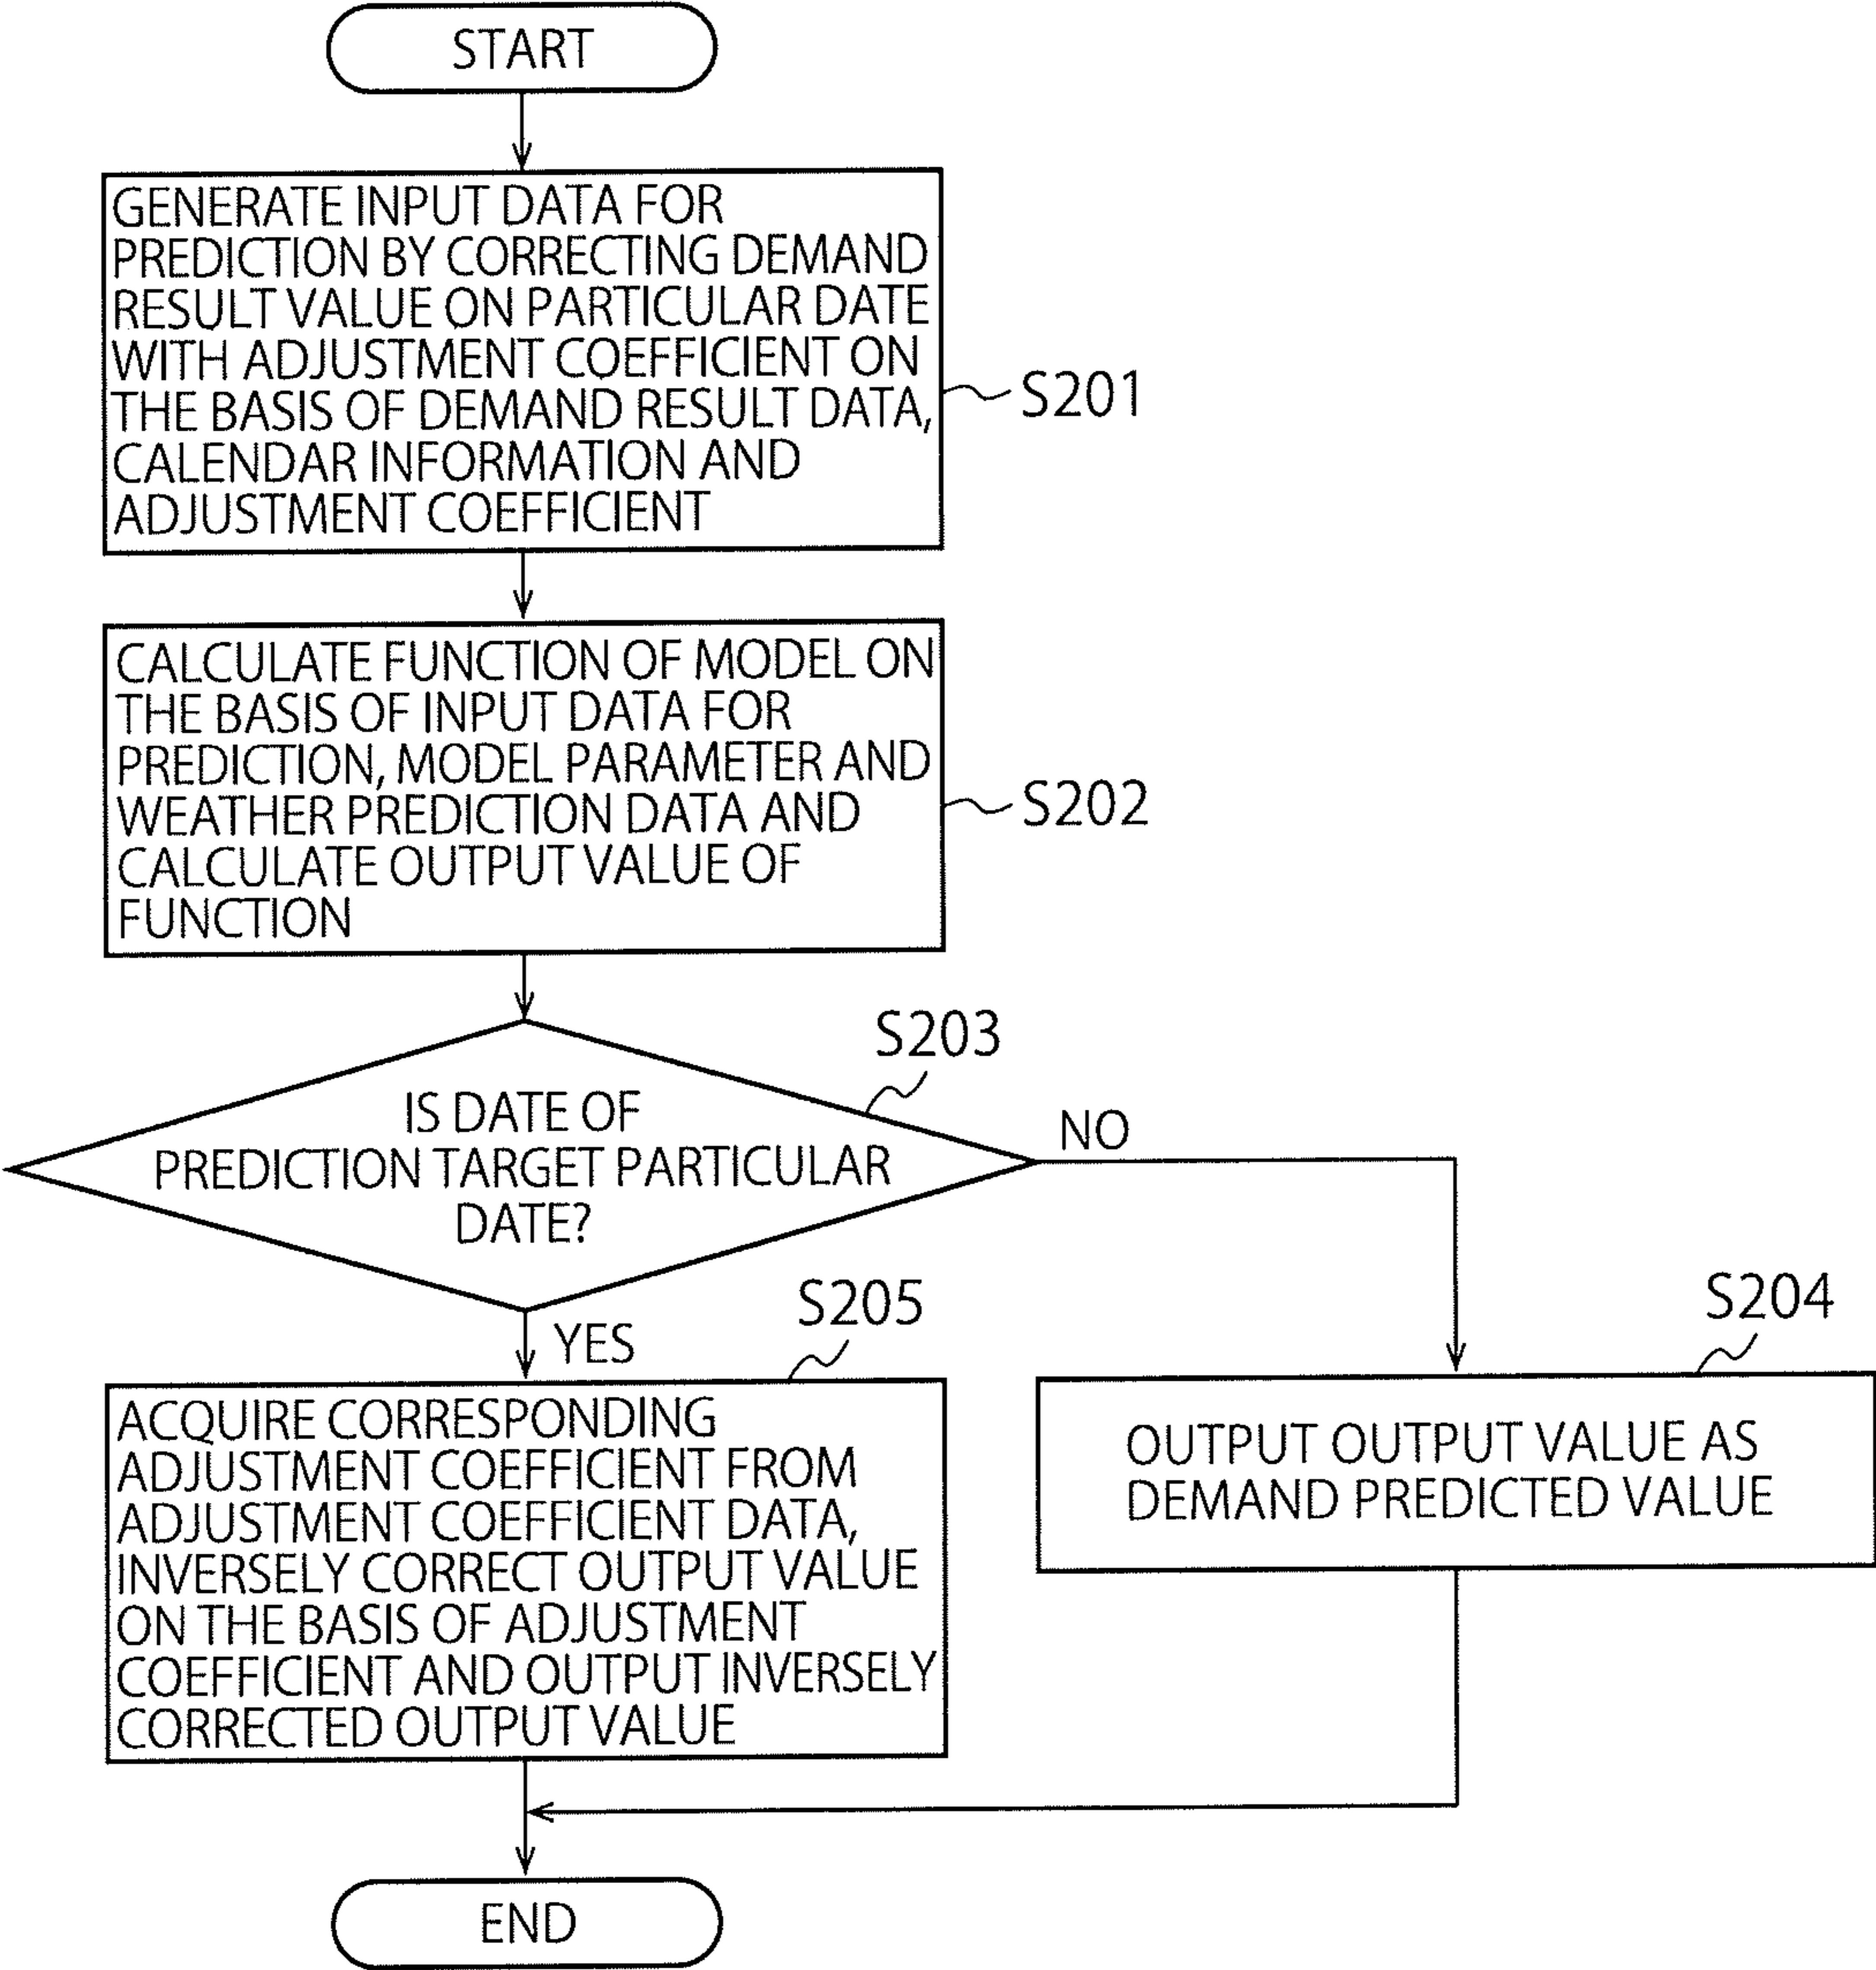 START
GENERATE INPUT DATA FOR
PREDICTION BY CORRECTING DEMAND
RESULT VALUE ON PARTICULAR DATE
WITH ADJUSTMENT COEFFICIENT ON
THE BASIS OF DEMAND RESULT DATA,
CALENDAR INFORMATION AND
ADJUSTMENT COEFFICIENT
S201
CALCULATE FUNCTION OF MODEL ON
THE BASIS OF INPUT DATA FOR
PREDICTION, MODEL PARAMETER AND
WEATHER PREDICTION DATA AND
CALCULATE OUTPUT VALUE OF
FUNCTION
S202
S203
IS DATE OF
PREDICTION TARGET PARTICULAR
DATE?
NO
YES
S205
ACQUIRE CORRESPONDING
ADJUSTMENT COEFFICIENT FROM
ADJUSTMENT COEFFICIENT DATA,
INVERSELY CORRECT OUTPUT VALUE
ON THE BASIS OF ADJUSTMENT
COEFFICIENT AND OUTPUT INVERSELY
CORRECTED OUTPUT VALUE
S204
OUTPUT OUTPUT VALUE AS
DEMAND PREDICTED VALUE
END